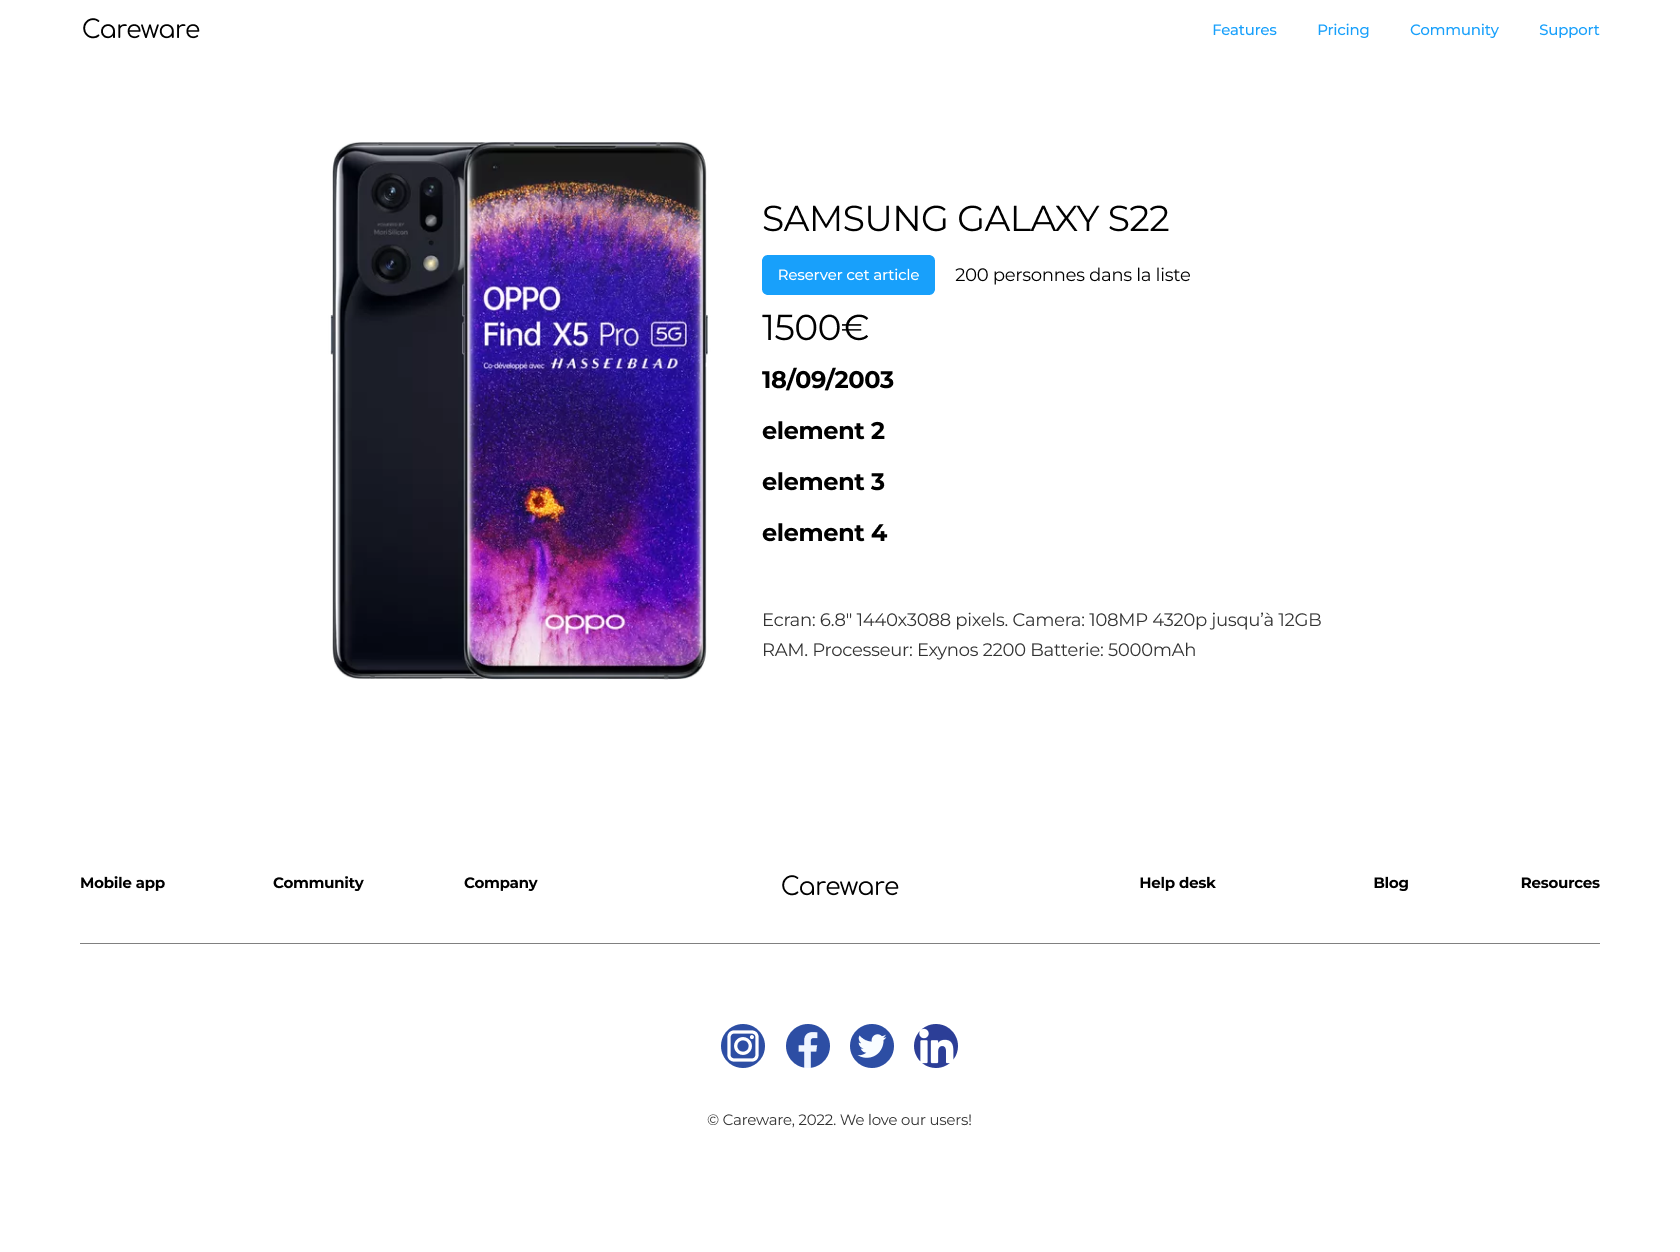 Careware
Features
Pricing
Community
Support
POWERED BY
MariSilicon
OPPO
Find X5 Pro 5G
Co-développé avec HASSELBLAD
oppo
SAMSUNG GALAXY S22
Reserver cet article
200 personnes dans la liste
1500€
18/09/2003
element 2
element 3
element 4
Ecran: 6.8" 1440x3088 pixels. Camera: 108MP 4320p jusqu’à 12GB
RAM. Processeur: Exynos 2200 Batterie: 5000mAh
Mobile app
Community
Company
Careware
Help desk
Blog
Resources
© Careware, 2022. We love our users!